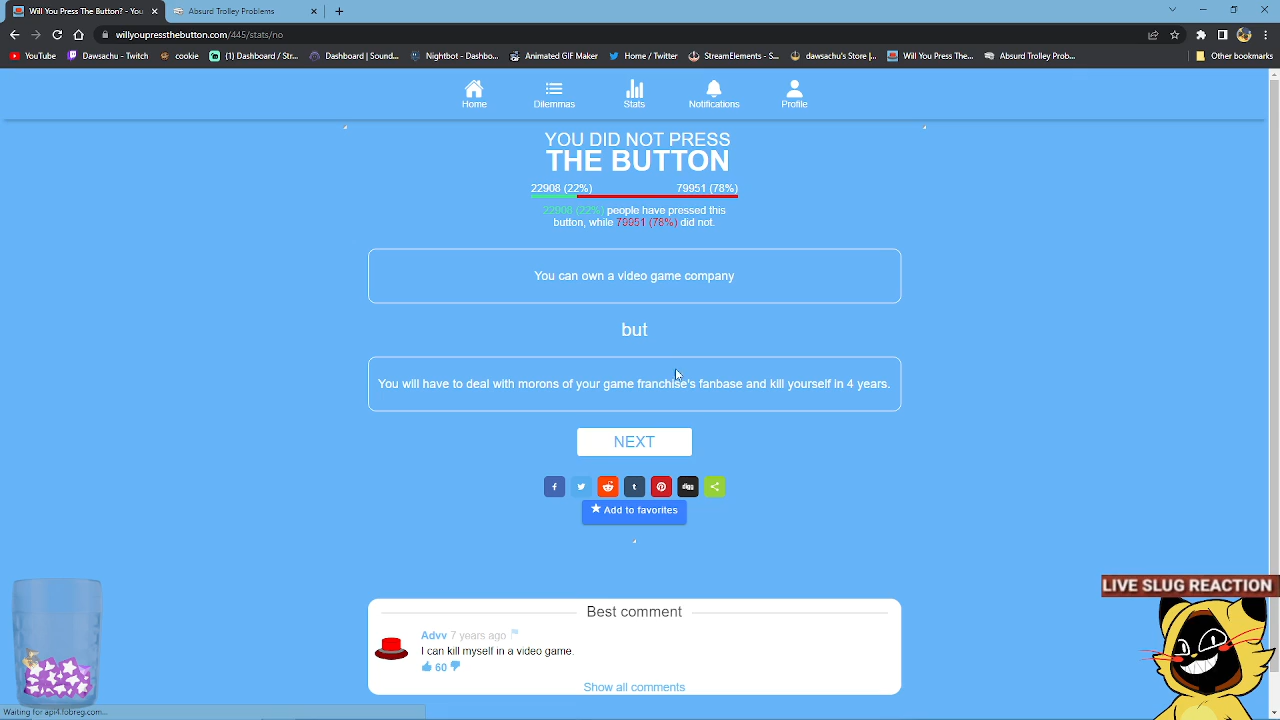 Will You Press The Button? - You
Absurd Trolley Problems
willyoupressthebutton.com/445/stats/no
YouTube
Dawsachu - Twitch
cookie
(1) Dashboard / Str...
Dashboard | Sound...
Nightbot - Dashbo...
Animated GIF Maker
Home / Twitter
StreamElements - S...
dawsachu's Store |...
Will You Press The...
Absurd Trolley Prob...
Other bookmarks
Home
Dilemmas
Stats
Notifications
Profile
YOU DID NOT PRESS
THE BUTTON
22908 (22%) 79951 (78%)
22908 (22%) people have pressed this
button, while 79951 (78%) did not.
You can own a video game company
but
You will have to deal with morons of your game franchise's fanbase and kill yourself in 4 years.
NEXT
f
t
digg
Add to favorites
LIVE SLUG REACTION
Best comment
Advv 7 years ago
I can kill myself in a video game.
60
Show all comments
Waiting for api4.fobreg.com...